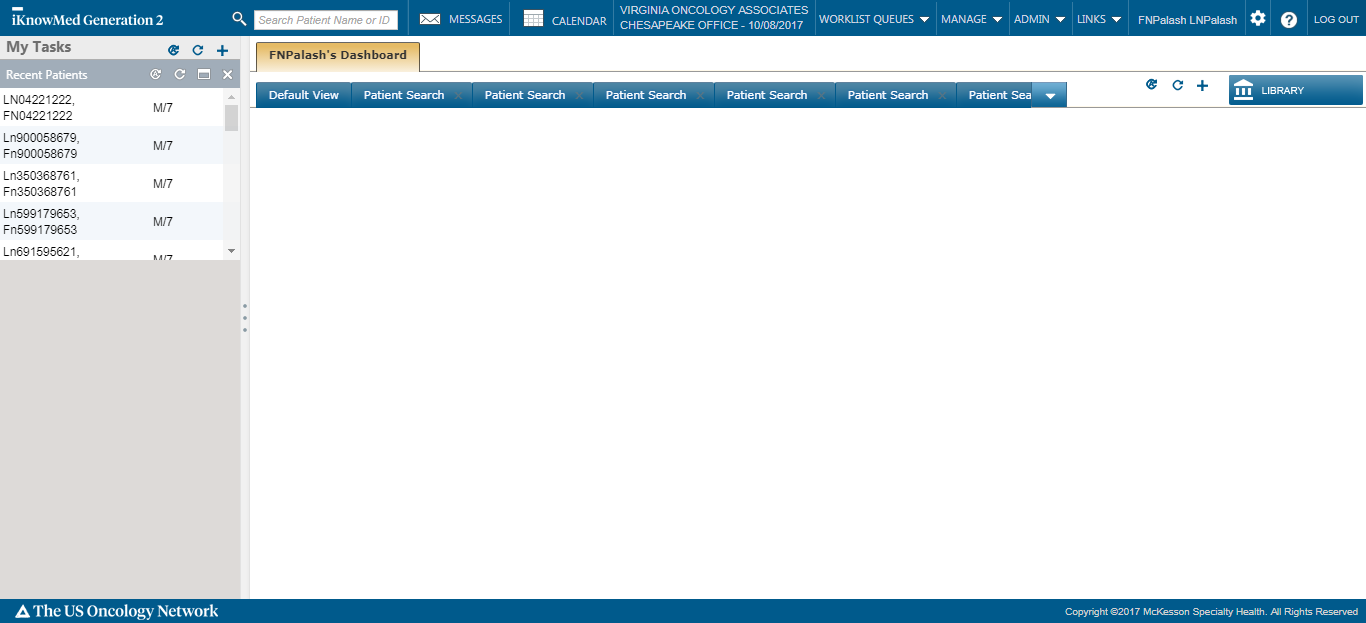 iKnowMed Generation 2
Search Patient Name or ID
MESSAGES
CALENDAR
VIRGINIA ONCOLOGY ASSOCIATES
CHESAPEAKE OFFICE - 10/08/2017
WORKLIST QUEUES
MANAGE
ADMIN
LINKS
FNPalash LNPalash
LOG OUT
My Tasks
Recent Patients
LN04221222,
FN04221222
M/7
Ln900058679,
Fn900058679
M/7
Ln350368761,
Fn350368761
M/7
Ln599179653,
Fn599179653
M/7
Ln691595621,
M/7
FNPalash's Dashboard
Default View
Patient Search
Patient Search
Patient Search
Patient Search
Patient Search
Patient Sea
LIBRARY
The US Oncology Network
Copyright ©2017 McKesson Specialty Health. All Rights Reserved